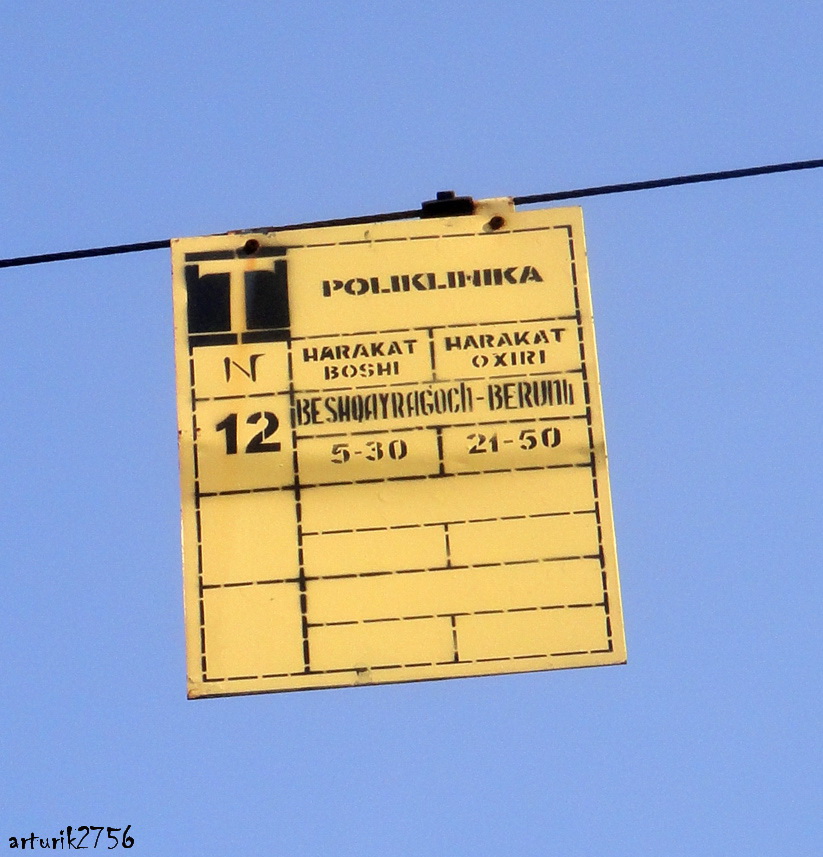 T POLIKLINIKA
N HARAKAT BOSHI HARAKAT OXIRI
12 BESHQAYRAGOCh-BERUNIY
5-30 21-50
arturik2756